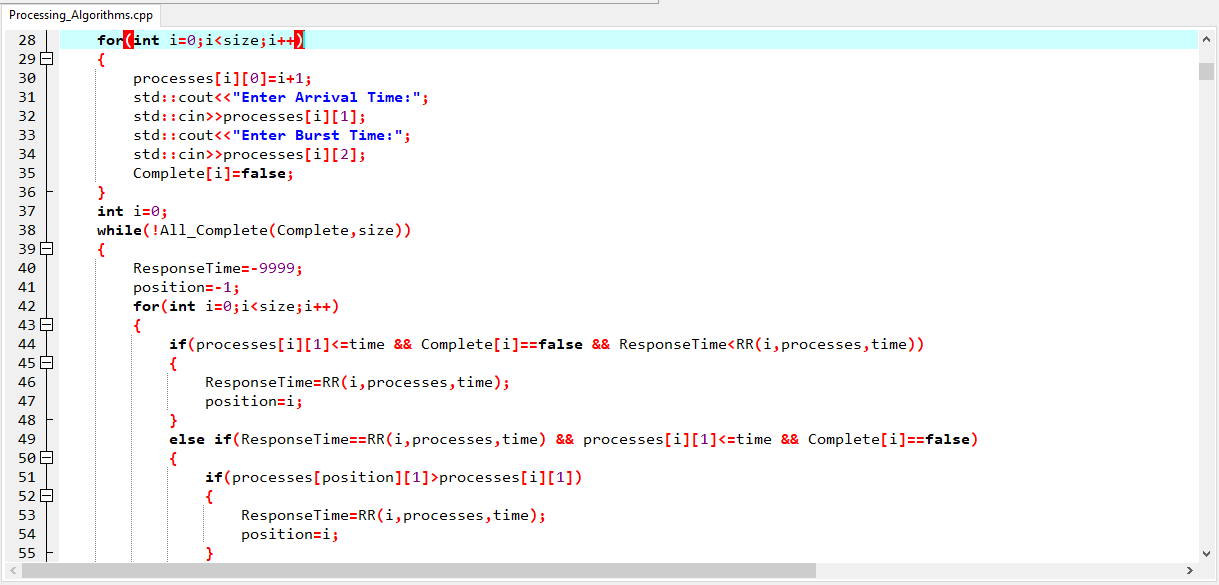 Processing_Algorithms.cpp
28 for(int i=0;i<size;i++)
29 {
30 processes[i][0]=i+1;
31 std::cout<<"Enter Arrival Time:";
32 std::cin>>processes[i][1];
33 std::cout<<"Enter Burst Time:";
34 std::cin>>processes[i][2];
35 Complete[i]=false;
36 }
37 int i=0;
38 while(!All_Complete(Complete,size))
39 {
40 ResponseTime=-9999;
41 position=-1;
42 for(int i=0;i<size;i++)
43 {
44 if(processes[i][1]<=time && Complete[i]==false && ResponseTime<RR(i,processes,time))
45 {
46 ResponseTime=RR(i,processes,time);
47 position=i;
48 }
49 else if(ResponseTime==RR(i,processes,time) && processes[i][1]<=time && Complete[i]==false)
50 {
51 if(processes[position][1]>processes[i][1])
52 {
53 ResponseTime=RR(i,processes,time);
54 position=i;
55 }